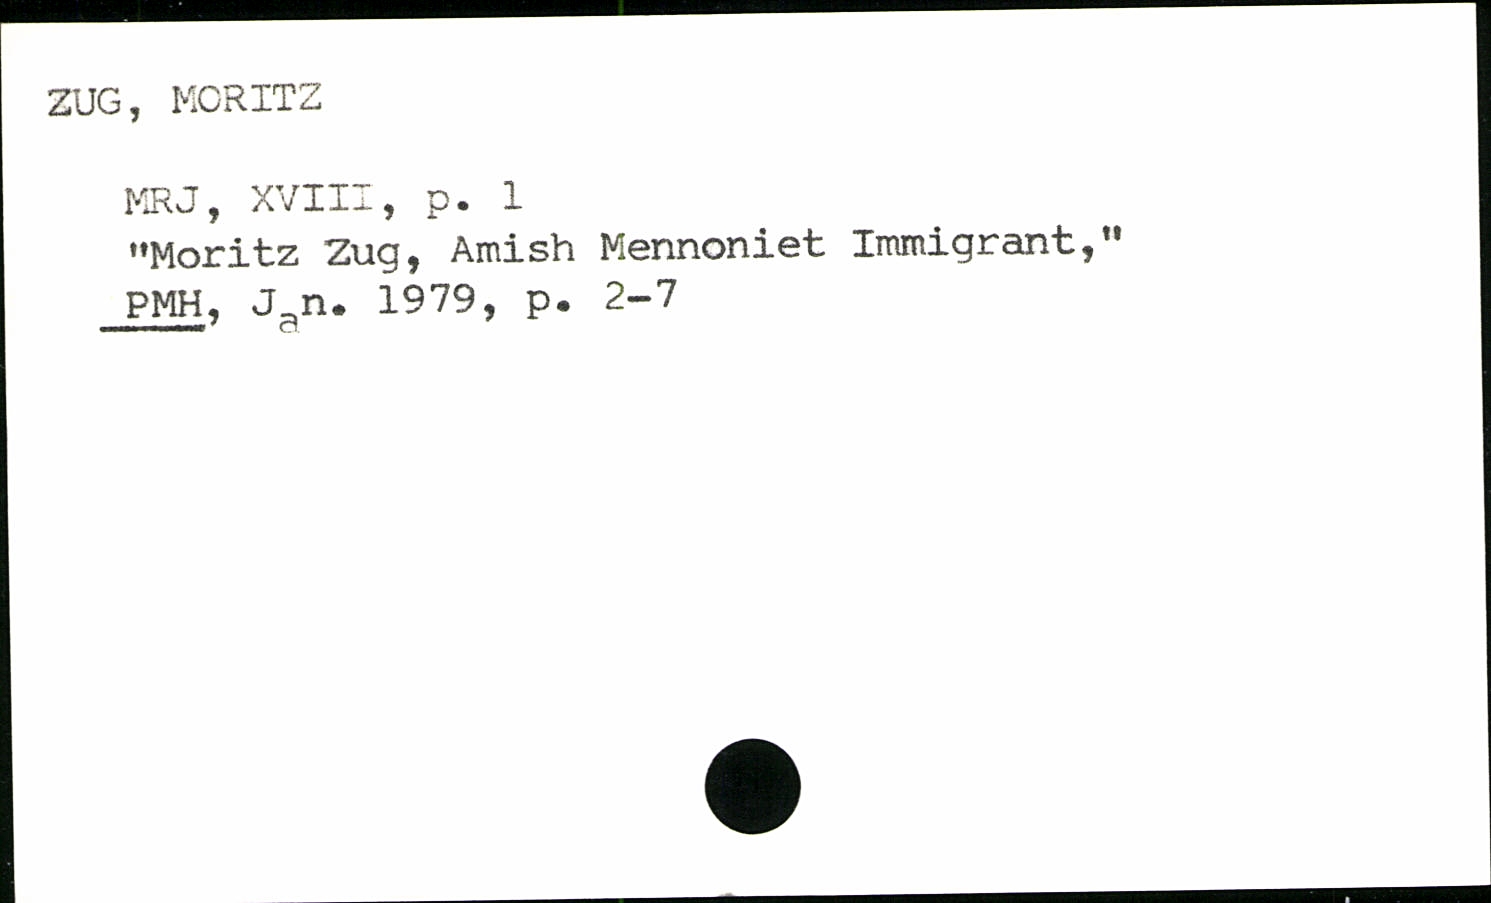 ZUG, MORITZ
MRJ, XVIII, p. 1
"Moritz Zug, Amish Mennoniet Immigrant,"
PMH, Jan. 1979, p. 2-7